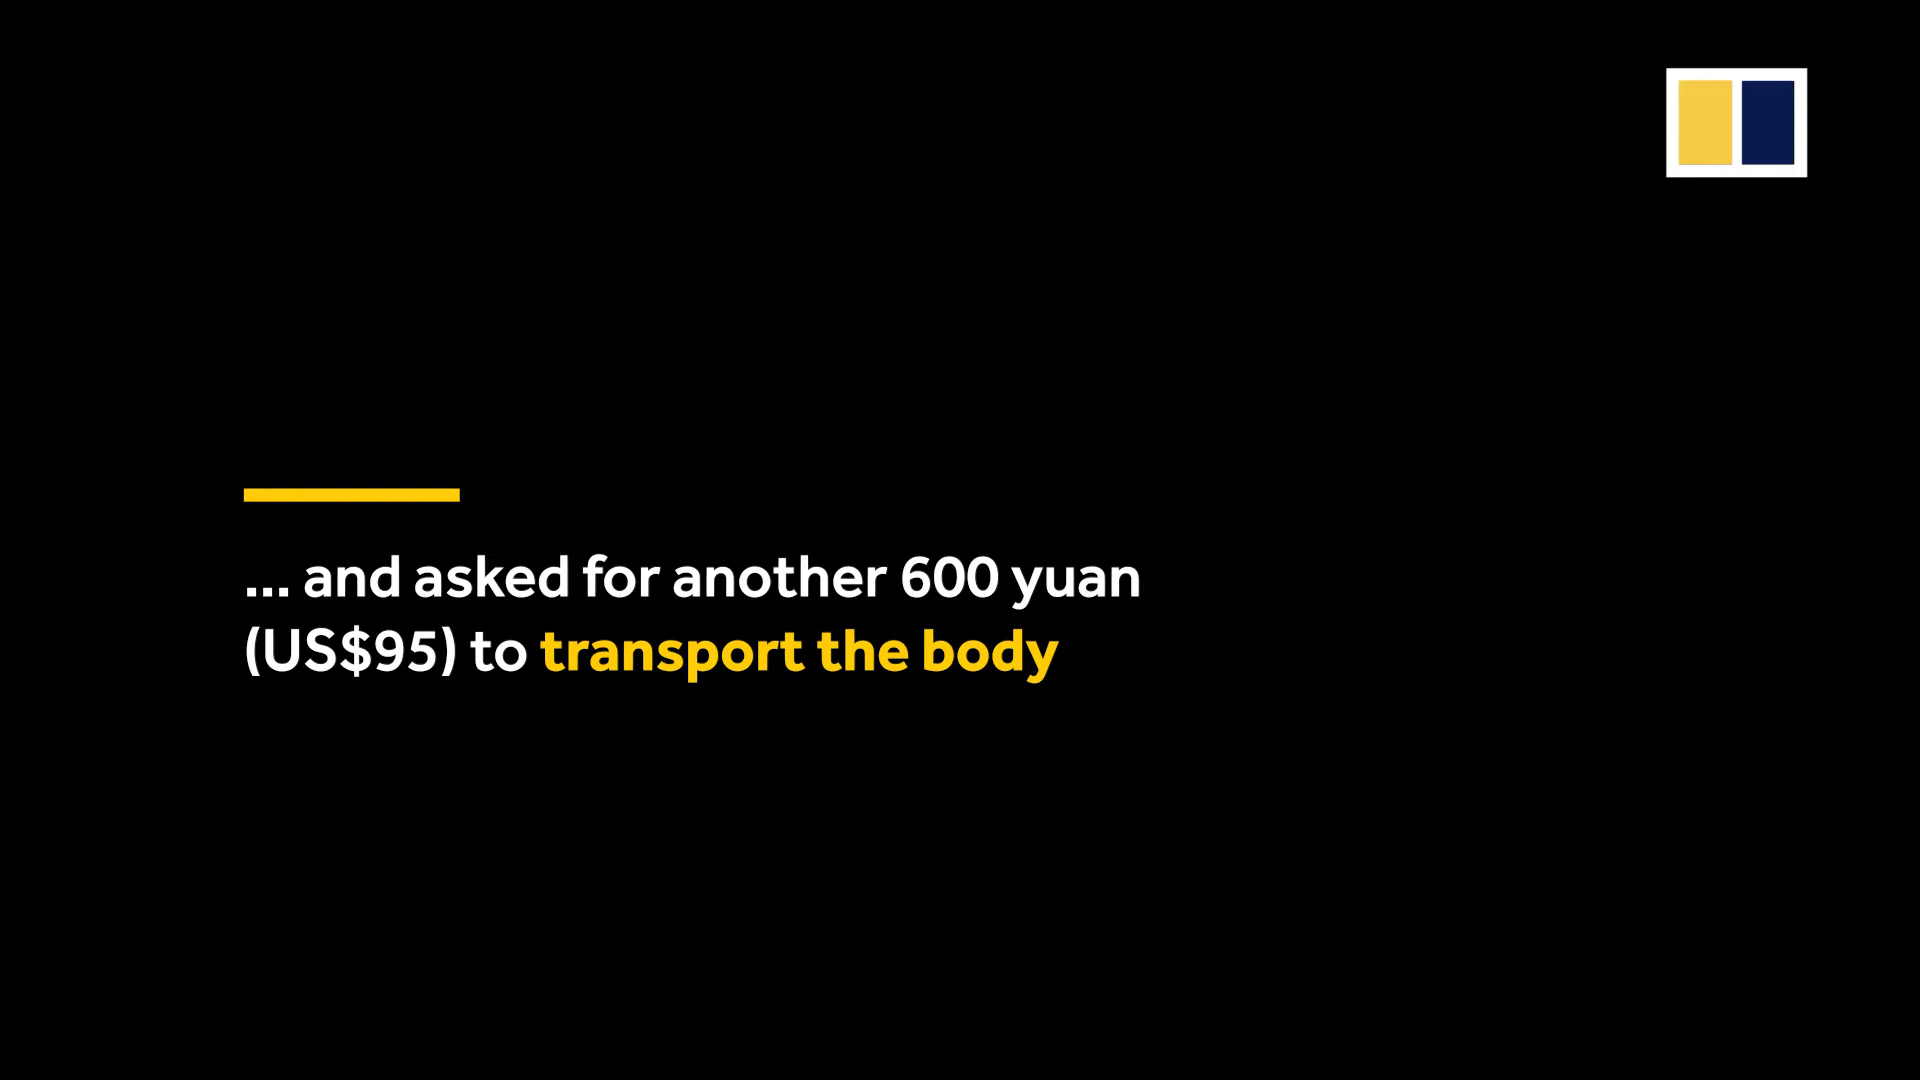 ... and asked for another 600 yuan
(US$95) to transport the body